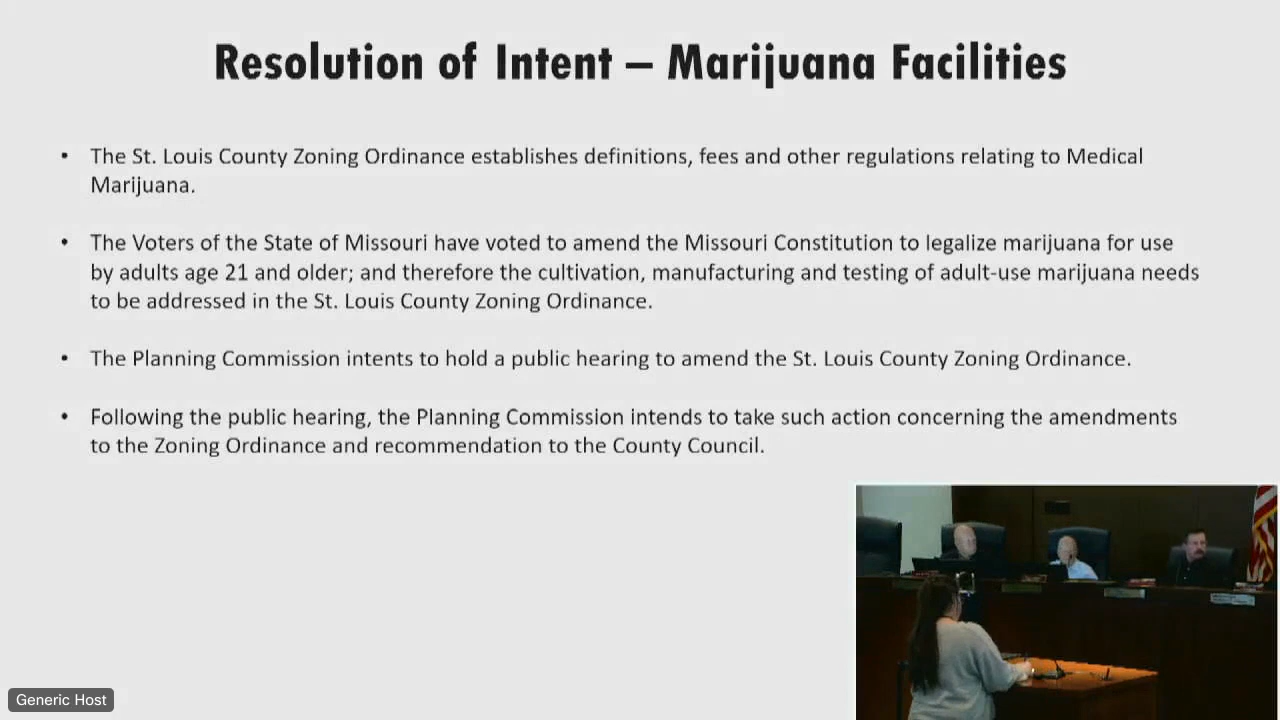 Resolution of Intent – Marijuana Facilities
• The St. Louis County Zoning Ordinance establishes definitions, fees and other regulations relating to Medical
Marijuana.
• The Voters of the State of Missouri have voted to amend the Missouri Constitution to legalize marijuana for use
by adults age 21 and older; and therefore the cultivation, manufacturing and testing of adult-use marijuana needs
to be addressed in the St. Louis County Zoning Ordinance.
• The Planning Commission intents to hold a public hearing to amend the St. Louis County Zoning Ordinance.
• Following the public hearing, the Planning Commission intends to take such action concerning the amendments
to the Zoning Ordinance and recommendation to the County Council.
Generic Host